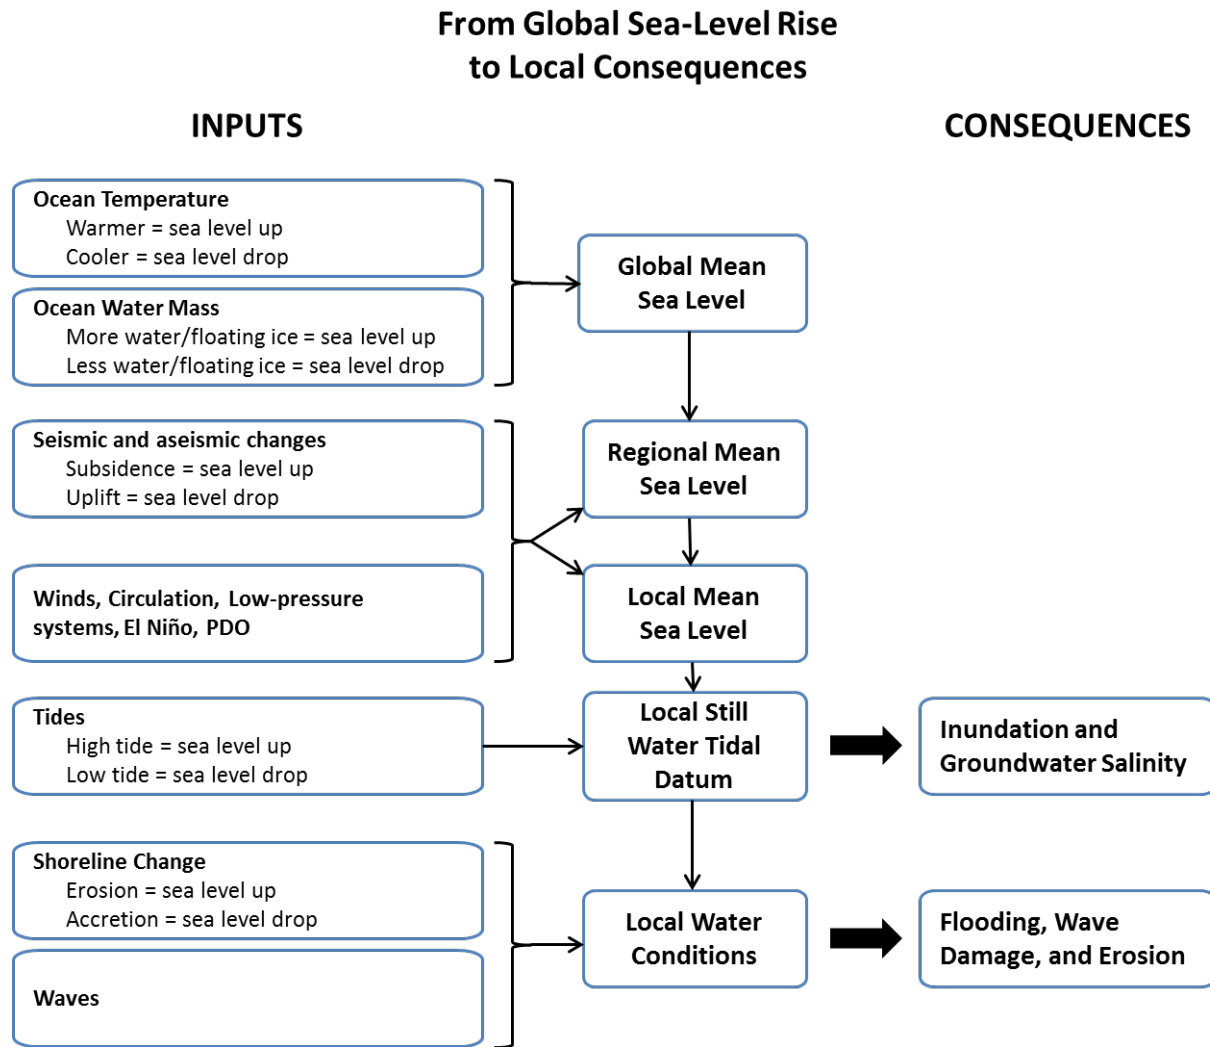 From Global Sea-Level Rise
to Local Consequences
INPUTS
CONSEQUENCES
Ocean Temperature
Warmer = sea level up
Cooler = sea level drop
Ocean Water Mass
More water/floating ice = sea level up
Less water/floating ice = sea level drop
Global Mean
Sea Level
Seismic and aseismic changes
Subsidence = sea level up
Uplift = sea level drop
Regional Mean
Sea Level
Winds, Circulation, Low-pressure
systems, El Niño, PDO
Local Mean
Sea Level
Tides
High tide = sea level up
Low tide = sea level drop
Local Still
Water Tidal
Datum
Inundation and
Groundwater Salinity
Shoreline Change
Erosion = sea level up
Accretion = sea level drop
Waves
Local Water
Conditions
Flooding, Wave
Damage, and Erosion